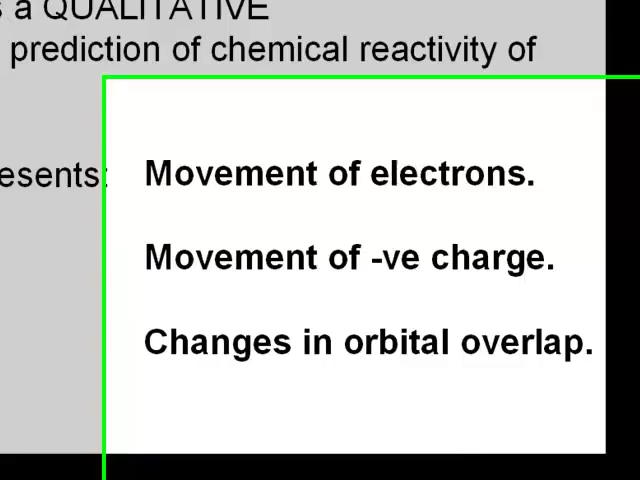 s a QUALITATIVE
prediction of chemical reactivity of
esents: Movement of electrons.
Movement of -ve charge.
Changes in orbital overlap.